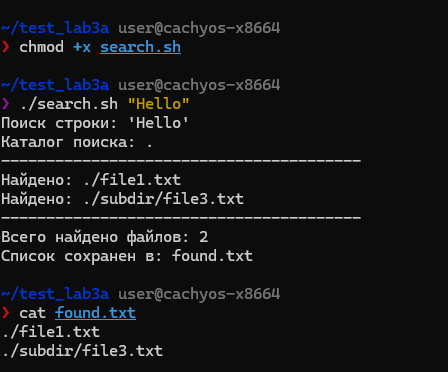 ~/test_lab3a user@cachyos-x8664
❯ chmod +x search.sh
~/test_lab3a user@cachyos-x8664
❯ ./search.sh "Hello"
Поиск строки: 'Hello'
Каталог поиска: .
----------------------------------------
Найдено: ./file1.txt
Найдено: ./subdir/file3.txt
----------------------------------------
Всего найдено файлов: 2
Список сохранен в: found.txt
~/test_lab3a user@cachyos-x8664
❯ cat found.txt
./file1.txt
./subdir/file3.txt